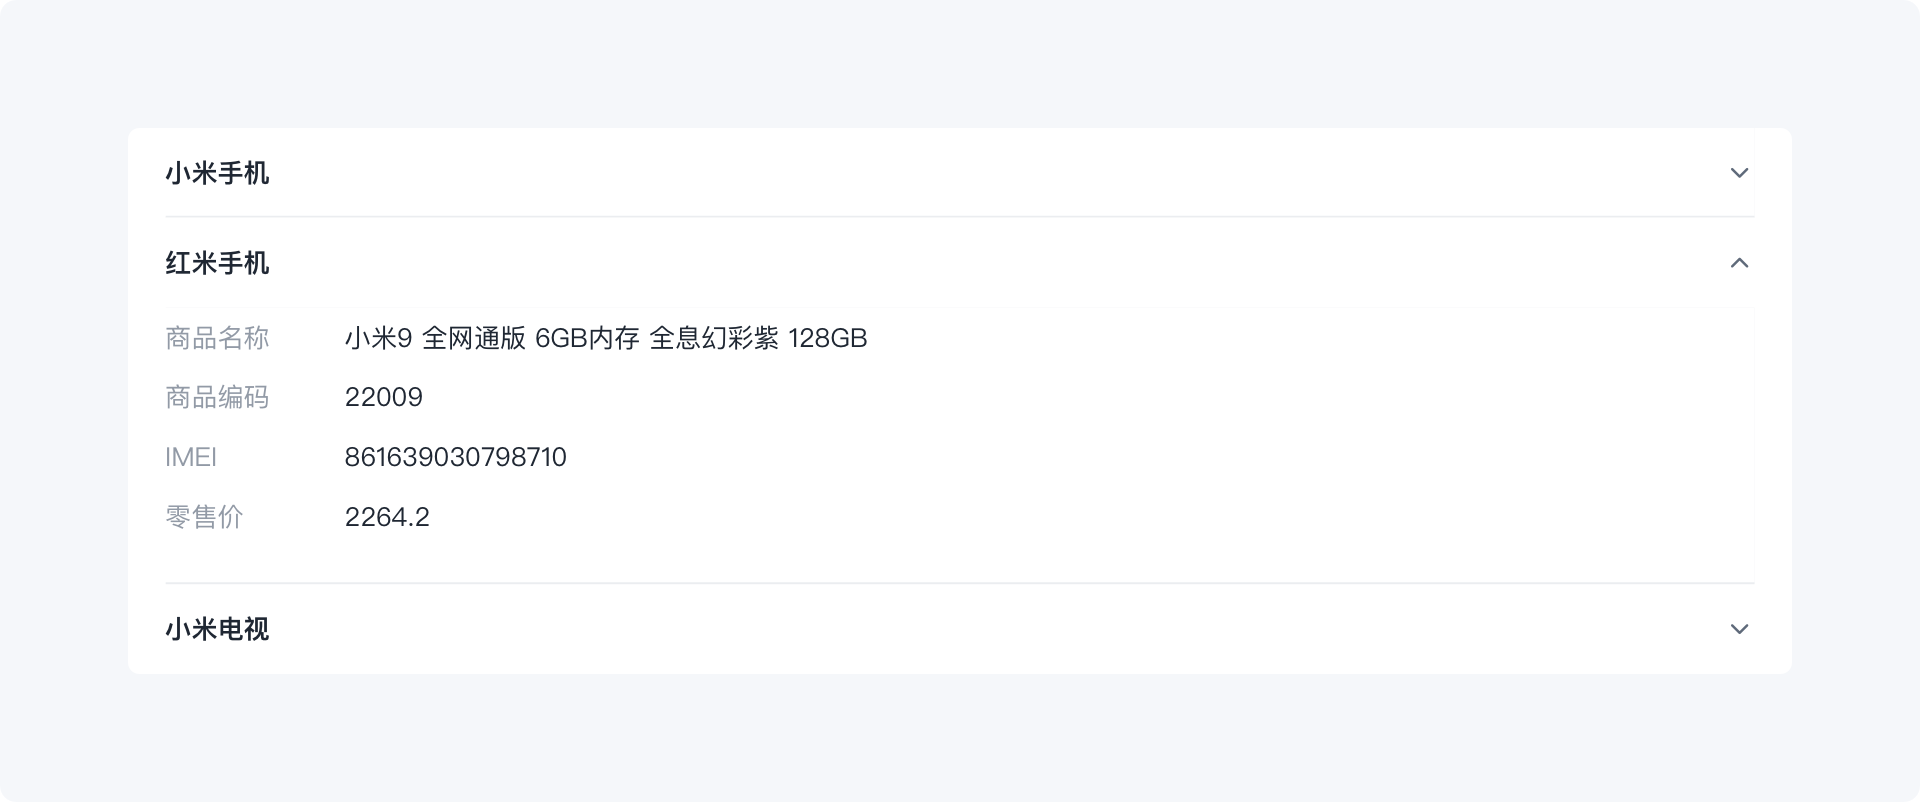 小米手机
红米手机
商品名称 小米9 全网通版 6GB内存 全息幻彩紫 128GB
商品编码 22009
IMEI 861639030798710
零售价 2264.2
小米电视